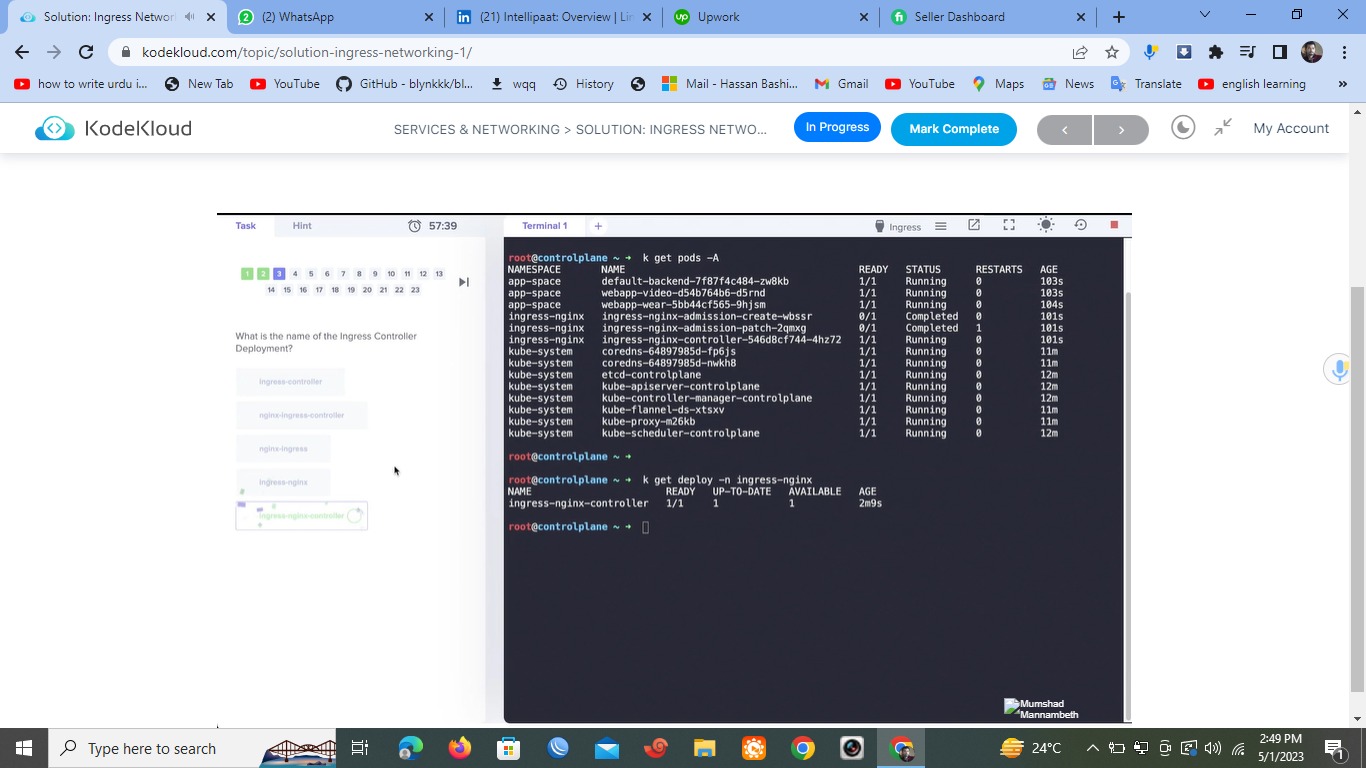 Solution: Ingress Networ
(2) WhatsApp
(21) Intellipaat: Overview | Lin
Upwork
Seller Dashboard
kodekloud.com/topic/solution-ingress-networking-1/
how to write urdu i...
New Tab
YouTube
GitHub - blynkkk/bl...
wqq
History
Mail - Hassan Bashi...
Gmail
YouTube
Maps
News
Translate
english learning
KodeKloud
SERVICES & NETWORKING > SOLUTION: INGRESS NETWO...
In Progress
Mark Complete
My Account
Task
Hint
57:39
Terminal 1
+
Ingress
1 2 3 4 5 6 7 8 9 10 11 12 13
14 15 16 17 18 19 20 21 22 23
What is the name of the Ingress Controller
Deployment?
ingress-controller
nginx-ingress-controller
nginx-ingress
ingress-nginx
ingress-nginx-controller
root@controlplane ~ ➜ k get pods -A
NAMESPACE NAME READY STATUS RESTARTS AGE
app-space default-backend-7f87f4c484-zw8kb 1/1 Running 0 103s
app-space webapp-video-d54b764b6-d5rnd 1/1 Running 0 103s
app-space webapp-wear-5bb44cf565-9hjsm 1/1 Running 0 104s
ingress-nginx ingress-nginx-admission-create-wbssr 0/1 Completed 0 101s
ingress-nginx ingress-nginx-admission-patch-2qmxg 0/1 Completed 1 101s
ingress-nginx ingress-nginx-controller-546d8cf744-4hz72 1/1 Running 0 101s
kube-system coredns-64897985d-fp6js 1/1 Running 0 11m
kube-system coredns-64897985d-nwkh8 1/1 Running 0 11m
kube-system etcd-controlplane 1/1 Running 0 12m
kube-system kube-apiserver-controlplane 1/1 Running 0 12m
kube-system kube-controller-manager-controlplane 1/1 Running 0 12m
kube-system kube-flannel-ds-xtsxv 1/1 Running 0 11m
kube-system kube-proxy-m26kb 1/1 Running 0 11m
kube-system kube-scheduler-controlplane 1/1 Running 0 12m
root@controlplane ~ ➜
root@controlplane ~ ➜ k get deploy -n ingress-nginx
NAME READY UP-TO-DATE AVAILABLE AGE
ingress-nginx-controller 1/1 1 1 2m9s
root@controlplane ~ ➜
Mumshad
Mannambeth
Type here to search
24°C
2:49 PM
5/1/2023
1